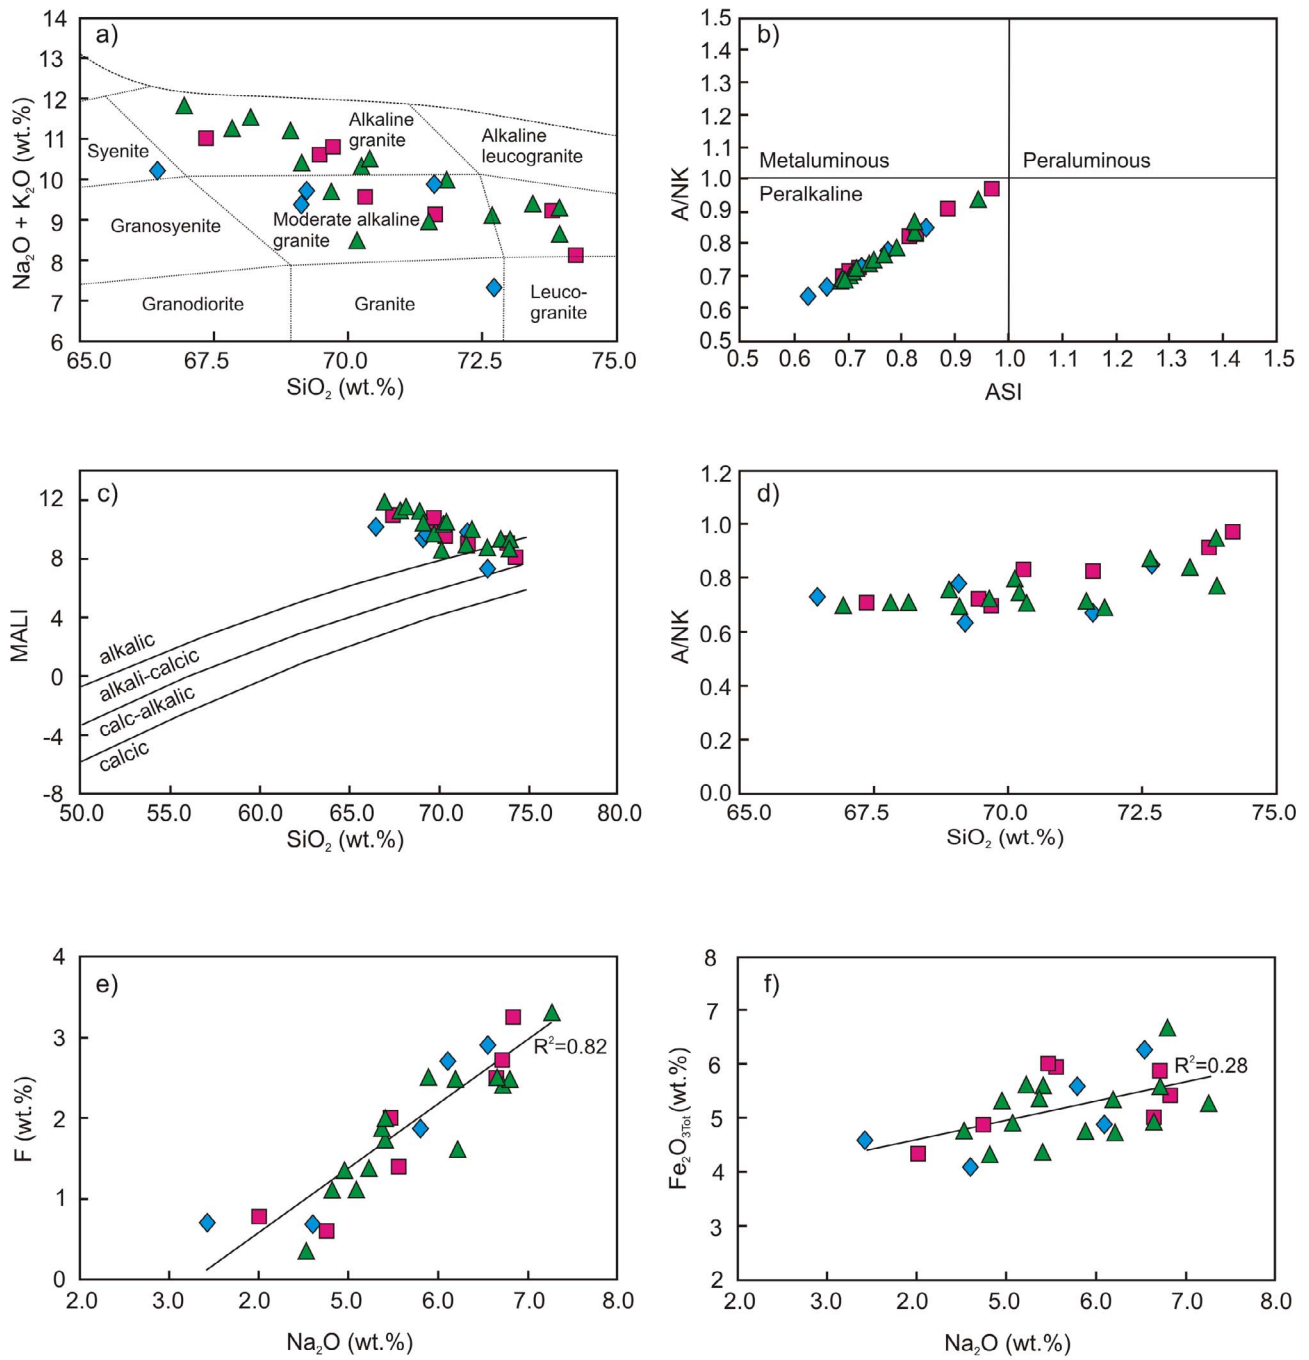 a)
Na₂O + K₂O (wt.%)
14
13
12
11
10
9
8
7
6
Syenite
Alkaline
granite
Alkaline
leucogranite
Granosyenite
Moderate alkaline
granite
Granodiorite
Granite
Leuco-
granite
65.0 67.5 70.0 72.5 75.0
SiO₂ (wt.%)
b)
A/NK
1.5
1.4
1.3
1.2
1.1
1.0
0.9
0.8
0.7
0.6
0.5
Metaluminous Peraluminous
Peralkaline
0.5 0.6 0.7 0.8 0.9 1.0 1.1 1.2 1.3 1.4 1.5
ASI
c)
MALI
12
8
4
0
-4
-8
alkalic
alkali-calcic
calc-alkalic
calcic
50.0 55.0 60.0 65.0 70.0 75.0 80.0
SiO₂ (wt.%)
d)
A/NK
1.2
1.0
0.8
0.6
0.4
0.2
0.0
65.0 67.5 70.0 72.5 75.0
SiO₂ (wt.%)
e)
F (wt.%)
4
3
2
1
0
R²=0.82
2.0 3.0 2.0 5.0 6.0 7.0 8.0
Na₂O (wt.%)
f)
Fe₂O₃Tot (wt.%)
8
7
6
5
4
3
2
R²=0.28
2.0 3.0 2.0 5.0 6.0 7.0 8.0
Na₂O (wt.%)